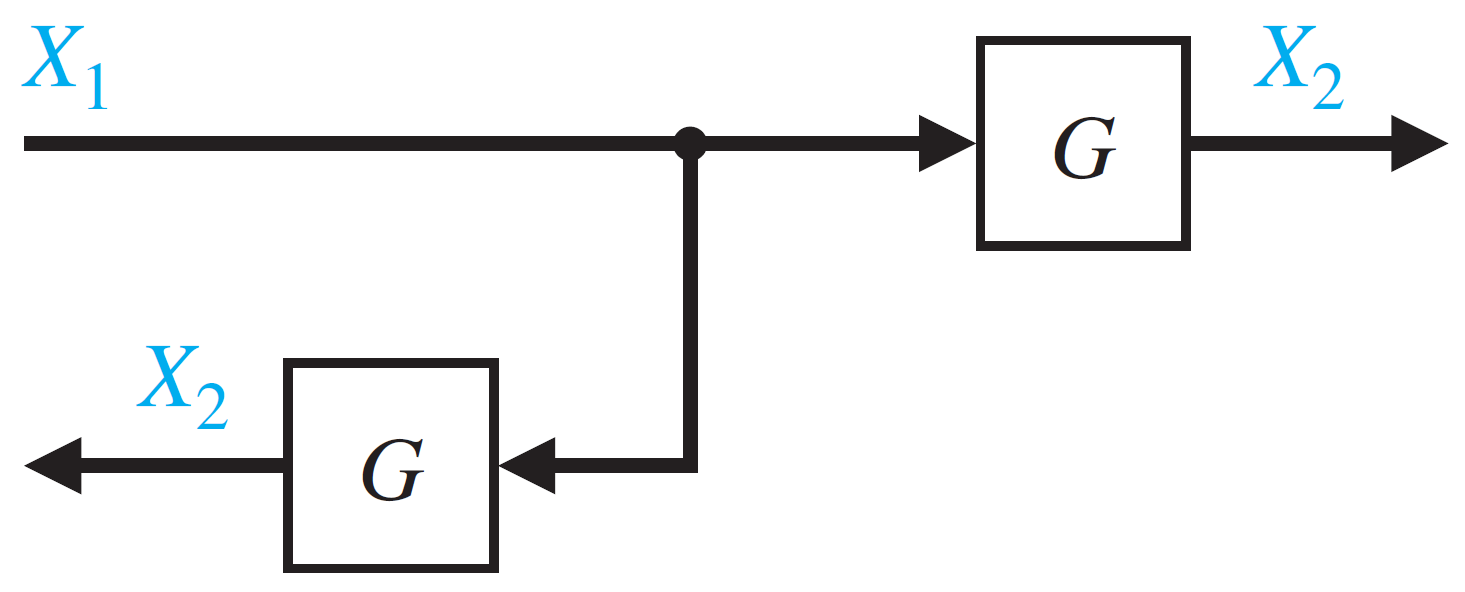 X₁ G X₂
X₂ G